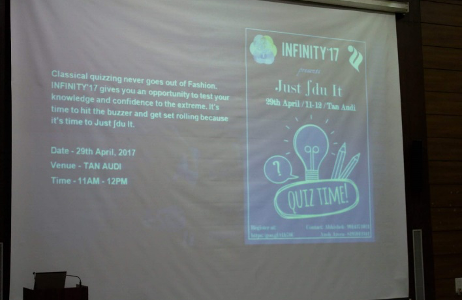 Classical quizzing never goes out of Fashion,
INFINITY'17 gives you an opportunity to test your
knowledge and confidence to the extreme. It's
time to hit the buzzer and get set rolling because
it's time to Just ∫du It.
Date - 29th April, 2017
Venue - TAN AUDI
Time - 11AM - 12PM
INFINITY'17
presents
Just ∫du It
29th April / 11-12 / Tan Audi
?
QUIZ TIME!